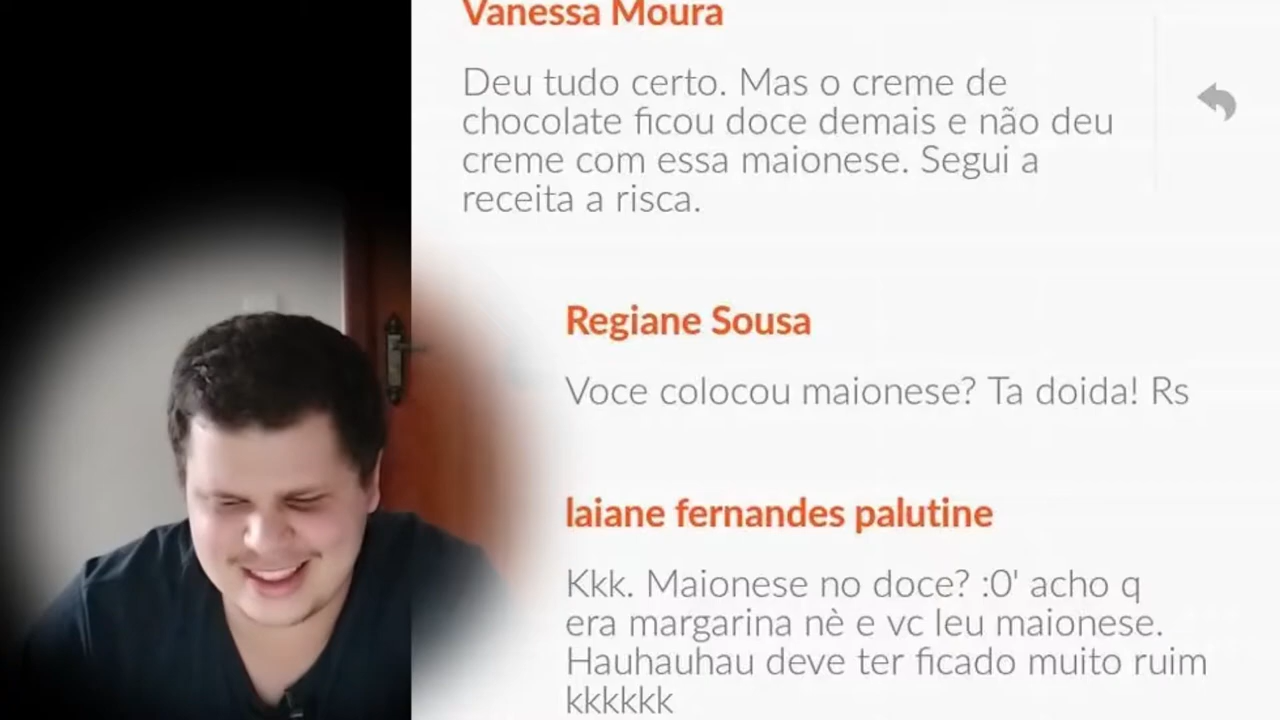 Vanessa Moura
Deu tudo certo. Mas o creme de
chocolate ficou doce demais e não deu
creme com essa maionese. Segui a
receita a risca.
Regiane Sousa
Voce colocou maionese? Ta doida! Rs
laiane fernandes palutine
Kkk. Maionese no doce? :0' acho q
era margarina nè e vc leu maionese.
Hauhauhau deve ter ficado muito ruim
kkkkkk